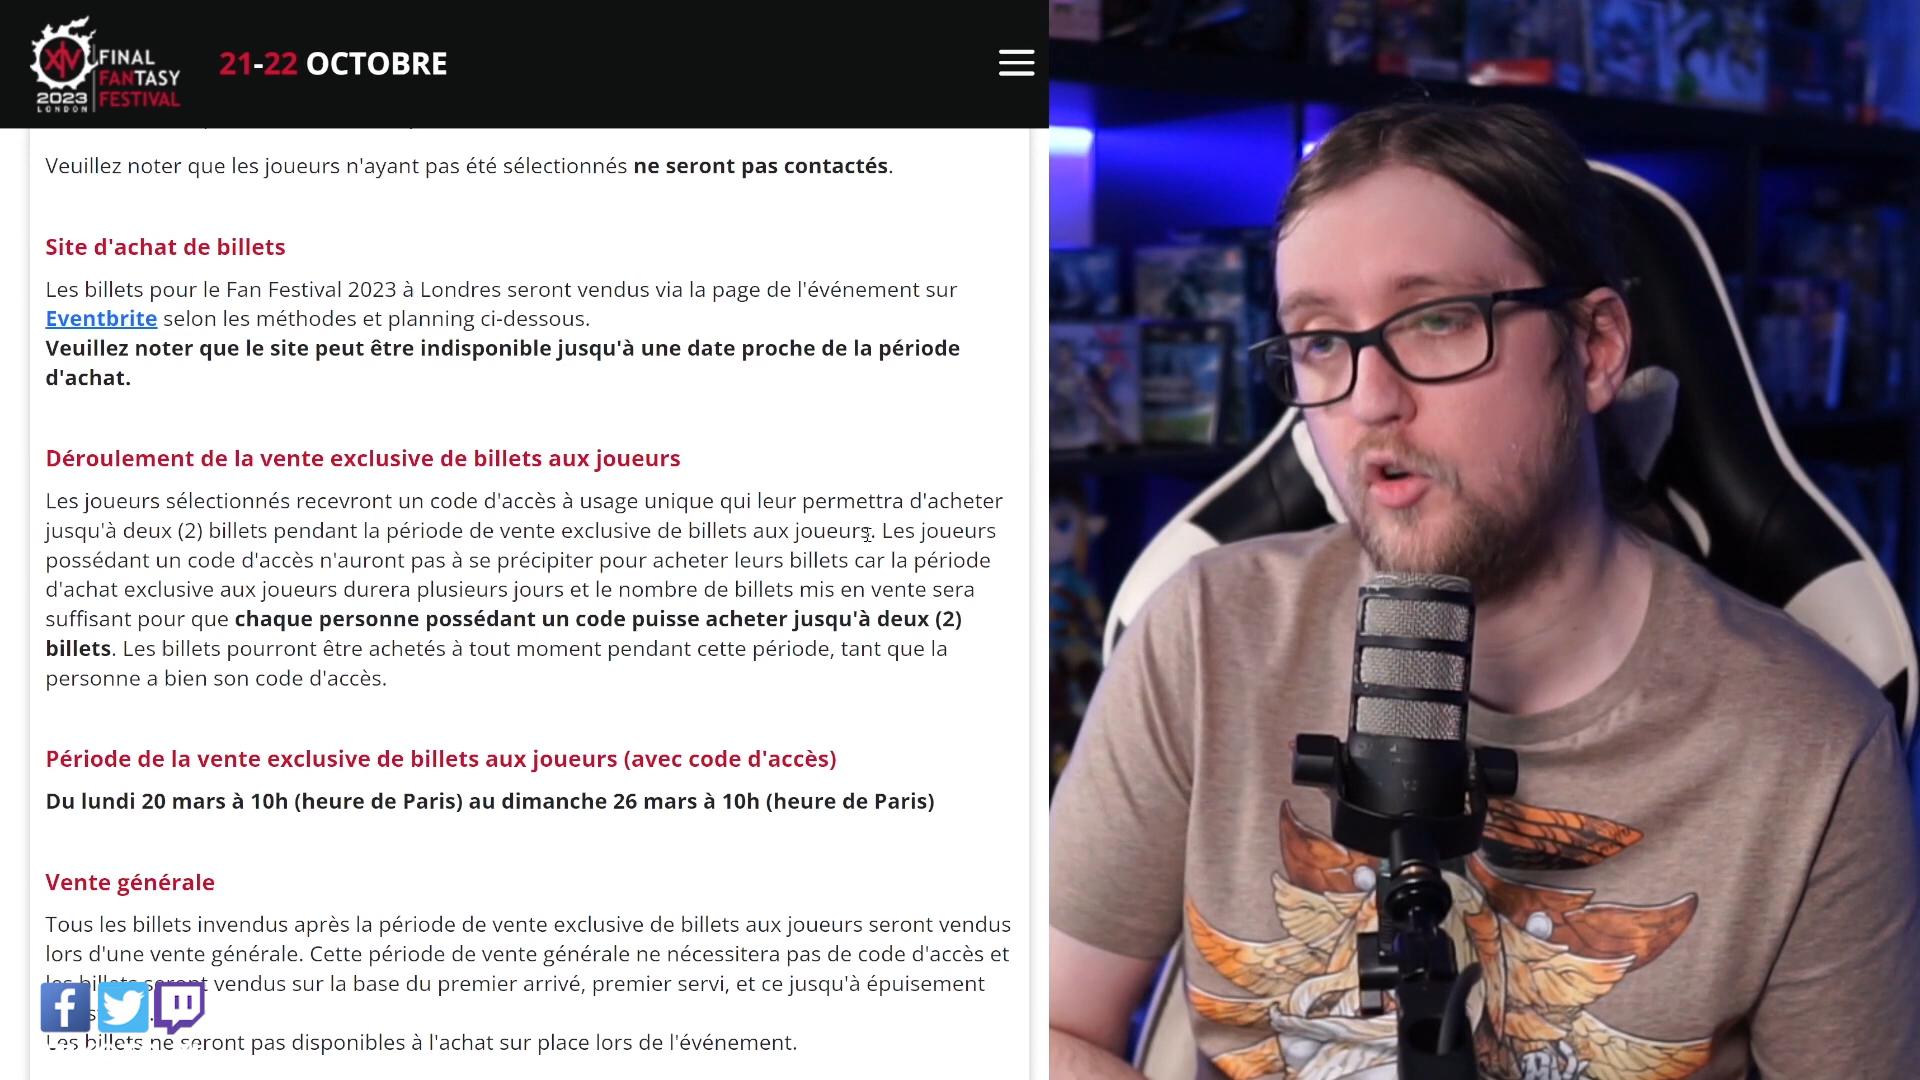 XIV
FINAL
FANTASY
FESTIVAL
2023
LONDON
21-22 OCTOBRE
Veuillez noter que les joueurs n'ayant pas été sélectionnés ne seront pas contactés.
Site d'achat de billets
Les billets pour le Fan Festival 2023 à Londres seront vendus via la page de l'événement sur
Eventbrite selon les méthodes et planning ci-dessous.
Veuillez noter que le site peut être indisponible jusqu'à une date proche de la période
d'achat.
Déroulement de la vente exclusive de billets aux joueurs
Les joueurs sélectionnés recevront un code d'accès à usage unique qui leur permettra d'acheter
jusqu'à deux (2) billets pendant la période de vente exclusive de billets aux joueurs. Les joueurs
possédant un code d'accès n'auront pas à se précipiter pour acheter leurs billets car la période
d'achat exclusive aux joueurs durera plusieurs jours et le nombre de billets mis en vente sera
suffisant pour que chaque personne possédant un code puisse acheter jusqu'à deux (2)
billets. Les billets pourront être achetés à tout moment pendant cette période, tant que la
personne a bien son code d'accès.
Période de la vente exclusive de billets aux joueurs (avec code d'accès)
Du lundi 20 mars à 10h (heure de Paris) au dimanche 26 mars à 10h (heure de Paris)
Vente générale
Tous les billets invendus après la période de vente exclusive de billets aux joueurs seront vendus
lors d'une vente générale. Cette période de vente générale ne nécessitera pas de code d'accès et
les billets seront vendus sur la base du premier arrivé, premier servi, et ce jusqu'à épuisement
Les billets ne seront pas disponibles à l'achat sur place lors de l'événement.